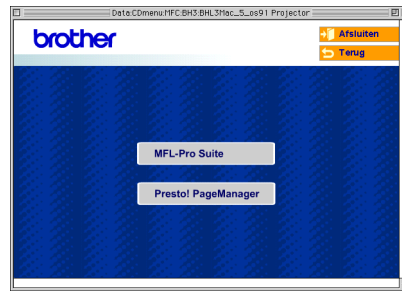 Data:CDmenu:MFC:BH3:BHL3Mac_5_os91 Projector
brother
Afsluiten
Terug
MFL-Pro Suite
Presto! PageManager